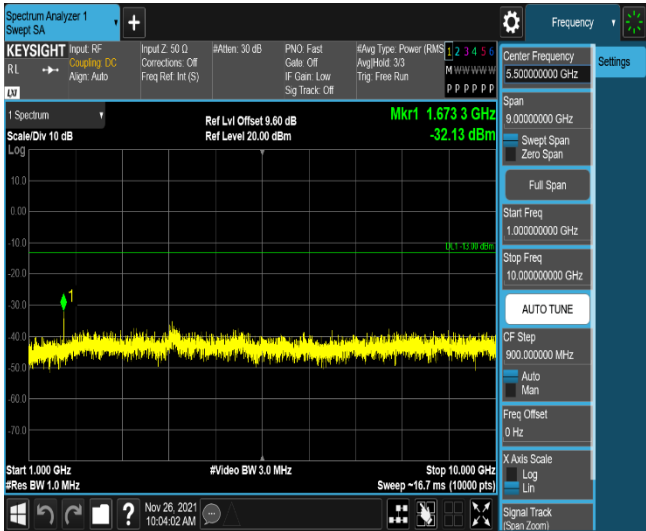 Spectrum Analyzer 1
Swept SA
+
Frequency
KEYSIGHT
RL
LXI
Input: RF
Coupling: DC
Align: Auto
Input Z: 50 Ω
Corrections: Off
Freq Ref: Int (S)
#Atten: 30 dB
PNO: Fast
Gate: Off
IF Gain: Low
Sig Track: Off
#Avg Type: Power (RMS
Avg|Hold: 3/3
Trig: Free Run
1 2 3 4 5 6
M W W W W W
P P P P P P
1 Spectrum
Scale/Div 10 dB
Log
Ref Lvl Offset 9.60 dB
Ref Level 20.00 dBm
Mkr1 1.673 3 GHz
-32.13 dBm
10.0
0.00
-10.0
DL1 -13.00 dBm
-20.0
1
-30.0
-40.0
-50.0
-60.0
-70.0
Start 1.000 GHz
#Res BW 1.0 MHz
#Video BW 3.0 MHz
Stop 10.000 GHz
Sweep ~16.7 ms (10000 pts)
Center Frequency
5.500000000 GHz
Settings
Span
9.00000000 GHz
Swept Span
Zero Span
Full Span
Start Freq
1.000000000 GHz
Stop Freq
10.000000000 GHz
AUTO TUNE
CF Step
900.000000 MHz
Auto
Man
Freq Offset
0 Hz
X Axis Scale
Log
Lin
Signal Track
(Span Zoom)
?
Nov 26, 2021
10:04:02 AM